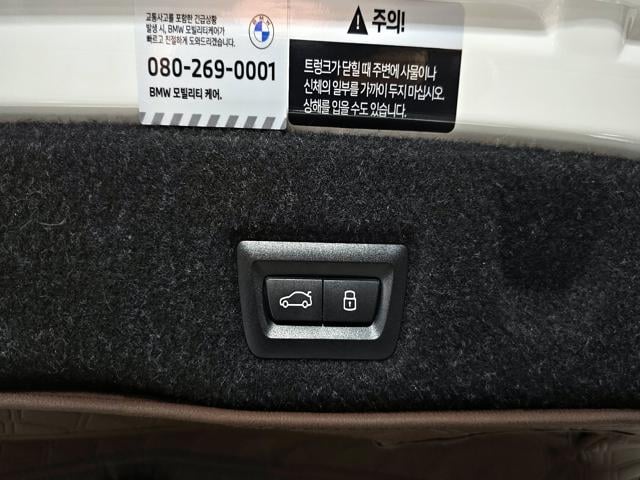 교통사고를 포함한 긴급상황
발생 시, BMW 모빌리티케어가
빠르고 친절하게 도와드리겠습니다.
BMW
080-269-0001
BMW 모빌리티 케어.
주의!
트렁크가 닫힐 때 주변에 사물이나
신체의 일부를 가까이 두지 마십시오.
상해를 입을 수도 있습니다.